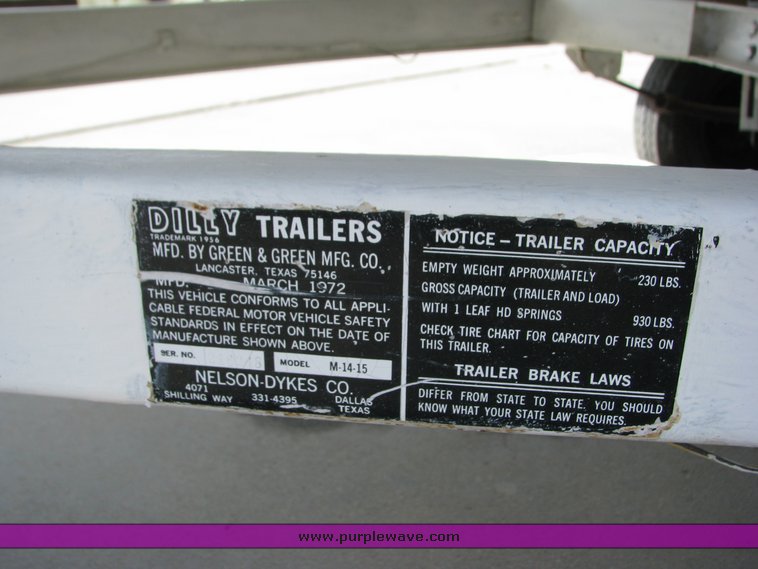 DILLY TRAILERS
TRADEMARK 1956
MFD. BY GREEN & GREEN MFG. CO.
LANCASTER, TEXAS 75146
MFD. MARCH 1972
THIS VEHICLE CONFORMS TO ALL APPLI-
CABLE FEDERAL MOTOR VEHICLE SAFETY
STANDARDS IN EFFECT ON THE DATE OF
MANUFACTURE SHOWN ABOVE.
SER. NO. MODEL M-14-15
NELSON-DYKES CO.
4071 SHILLING WAY 331-4395 DALLAS TEXAS
NOTICE – TRAILER CAPACITY
EMPTY WEIGHT APPROXIMATELY 230 LBS.
GROSS CAPACITY (TRAILER AND LOAD)
WITH 1 LEAF HD SPRINGS 930 LBS.
CHECK TIRE CHART FOR CAPACITY OF TIRES ON
THIS TRAILER.
TRAILER BRAKE LAWS
DIFFER FROM STATE TO STATE. YOU SHOULD
KNOW WHAT YOUR STATE LAW REQUIRES.
www.purplewave.com